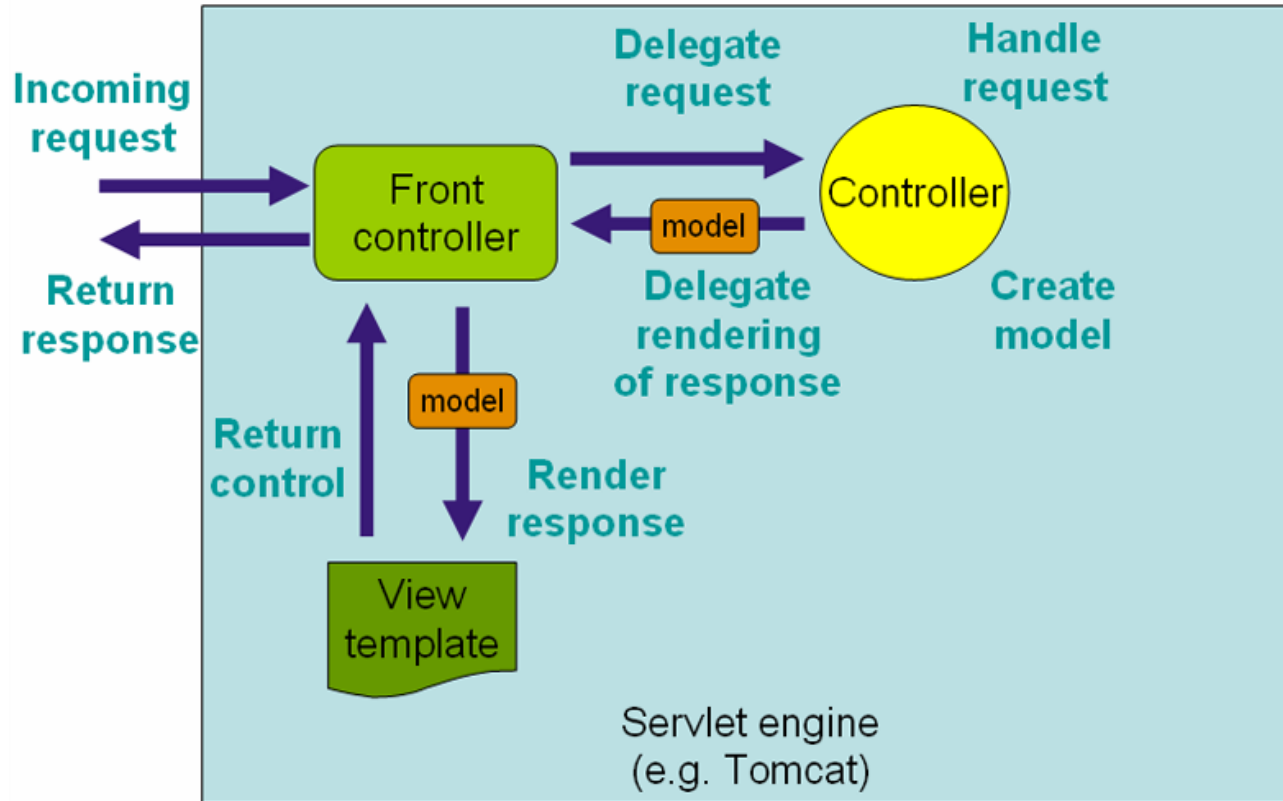 Incoming
request
Return
response
Front
controller
Delegate
request
Handle
request
Controller
model
Delegate
rendering
of response
Create
model
Return
control
model
Render
response
View
template
Servlet engine
(e.g. Tomcat)